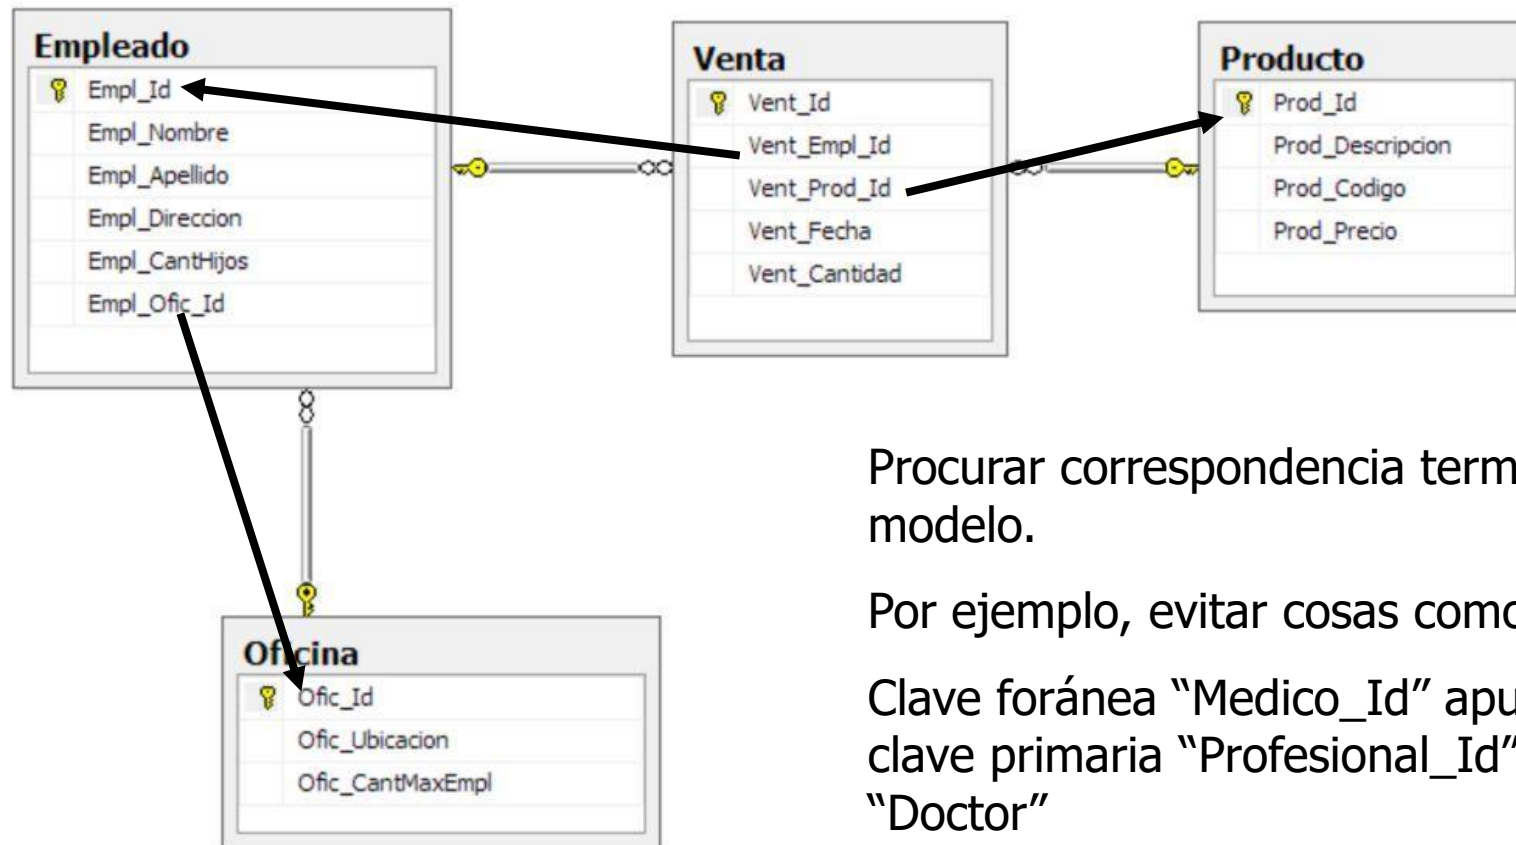 Empleado
Empl_Id
Empl_Nombre
Empl_Apellido
Empl_Direccion
Empl_CantHijos
Empl_Ofic_Id
Venta
Vent_Id
Vent_Empl_Id
Vent_Prod_Id
Vent_Fecha
Vent_Cantidad
Producto
Prod_Id
Prod_Descripcion
Prod_Codigo
Prod_Precio
Oficina
Ofic_Id
Ofic_Ubicacion
Ofic_CantMaxEmpl
Procurar correspondencia term
modelo.
Por ejemplo, evitar cosas como
Clave foránea “Medico_Id” apu
clave primaria “Profesional_Id”
“Doctor”